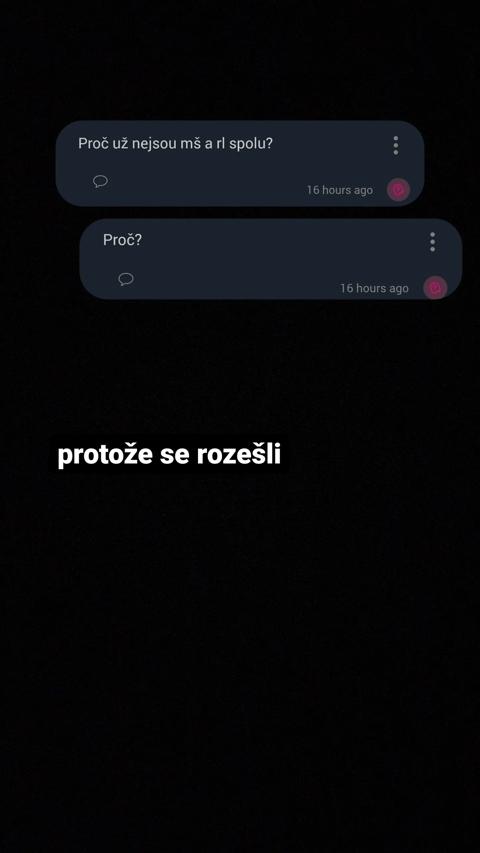 Proč už nejsou mš a rl spolu?
16 hours ago
Proč?
16 hours ago
protože se rozešli